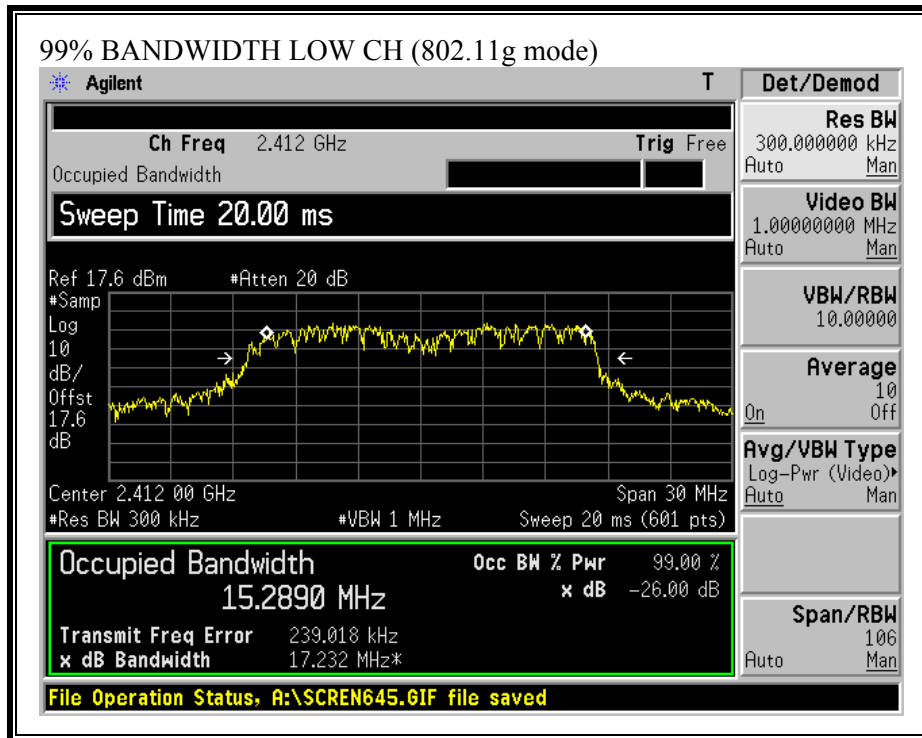 99% BANDWIDTH LOW CH (802.11g mode)
Agilent T
Ch Freq 2.412 GHz Trig Free
Occupied Bandwidth
Sweep Time 20.00 ms
Ref 17.6 dBm #Atten 20 dB
#Samp
Log
10
dB/
Offst
17.6
dB
Center 2.412 00 GHz Span 30 MHz
#Res BW 300 kHz #VBW 1 MHz Sweep 20 ms (601 pts)
Occupied Bandwidth Occ BW % Pwr 99.00 %
15.2890 MHz x dB -26.00 dB
Transmit Freq Error 239.018 kHz
x dB Bandwidth 17.232 MHz*
File Operation Status, A:\SCREN645.GIF file saved
Det/Demod
Res BW
300.000000 kHz
Auto Man
Video BW
1.00000000 MHz
Auto Man
VBW/RBW
10.00000
Average
10
On Off
Avg/VBW Type
Log-Pwr (Video)▸
Auto Man
Span/RBW
106
Auto Man